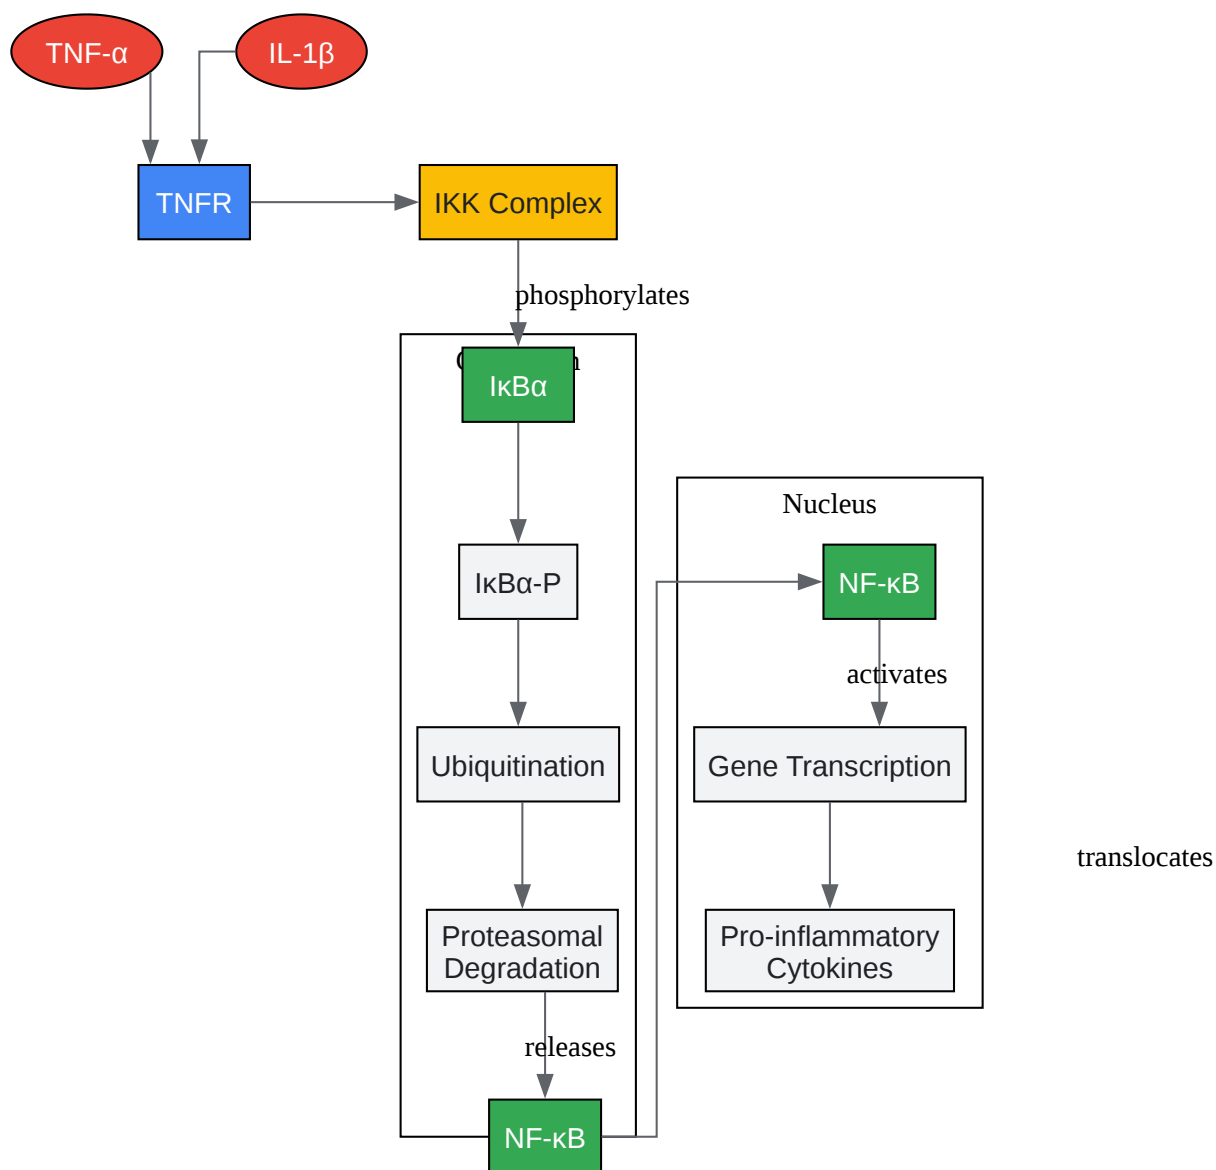 TNF-α
IL-1β
TNFR
IKK Complex
phosphorylates
IκBα
Nucleus
IκBα-P
NF-κB
activates
Ubiquitination
Gene Transcription
translocates
Proteasomal
Degradation
Pro-inflammatory
Cytokines
releases
NF-κB